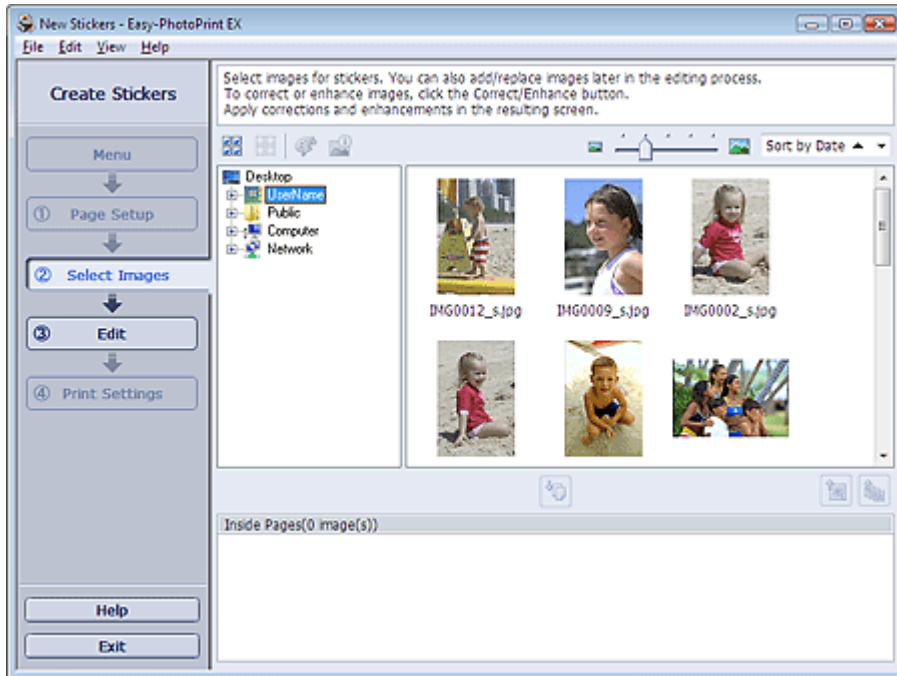 New Stickers - Easy-PhotoPrint EX
File Edit View Help
Create Stickers
Select images for stickers. You can also add/replace images later in the editing process.
To correct or enhance images, click the Correct/Enhance button.
Apply corrections and enhancements in the resulting screen.
Menu
1 Page Setup
2 Select Images
3 Edit
4 Print Settings
Help
Exit
Sort by Date
Desktop
UserName
Public
Computer
Network
IMG0012_s.jpg IMG0009_s.jpg IMG0002_s.jpg
Inside Pages(0 image(s))